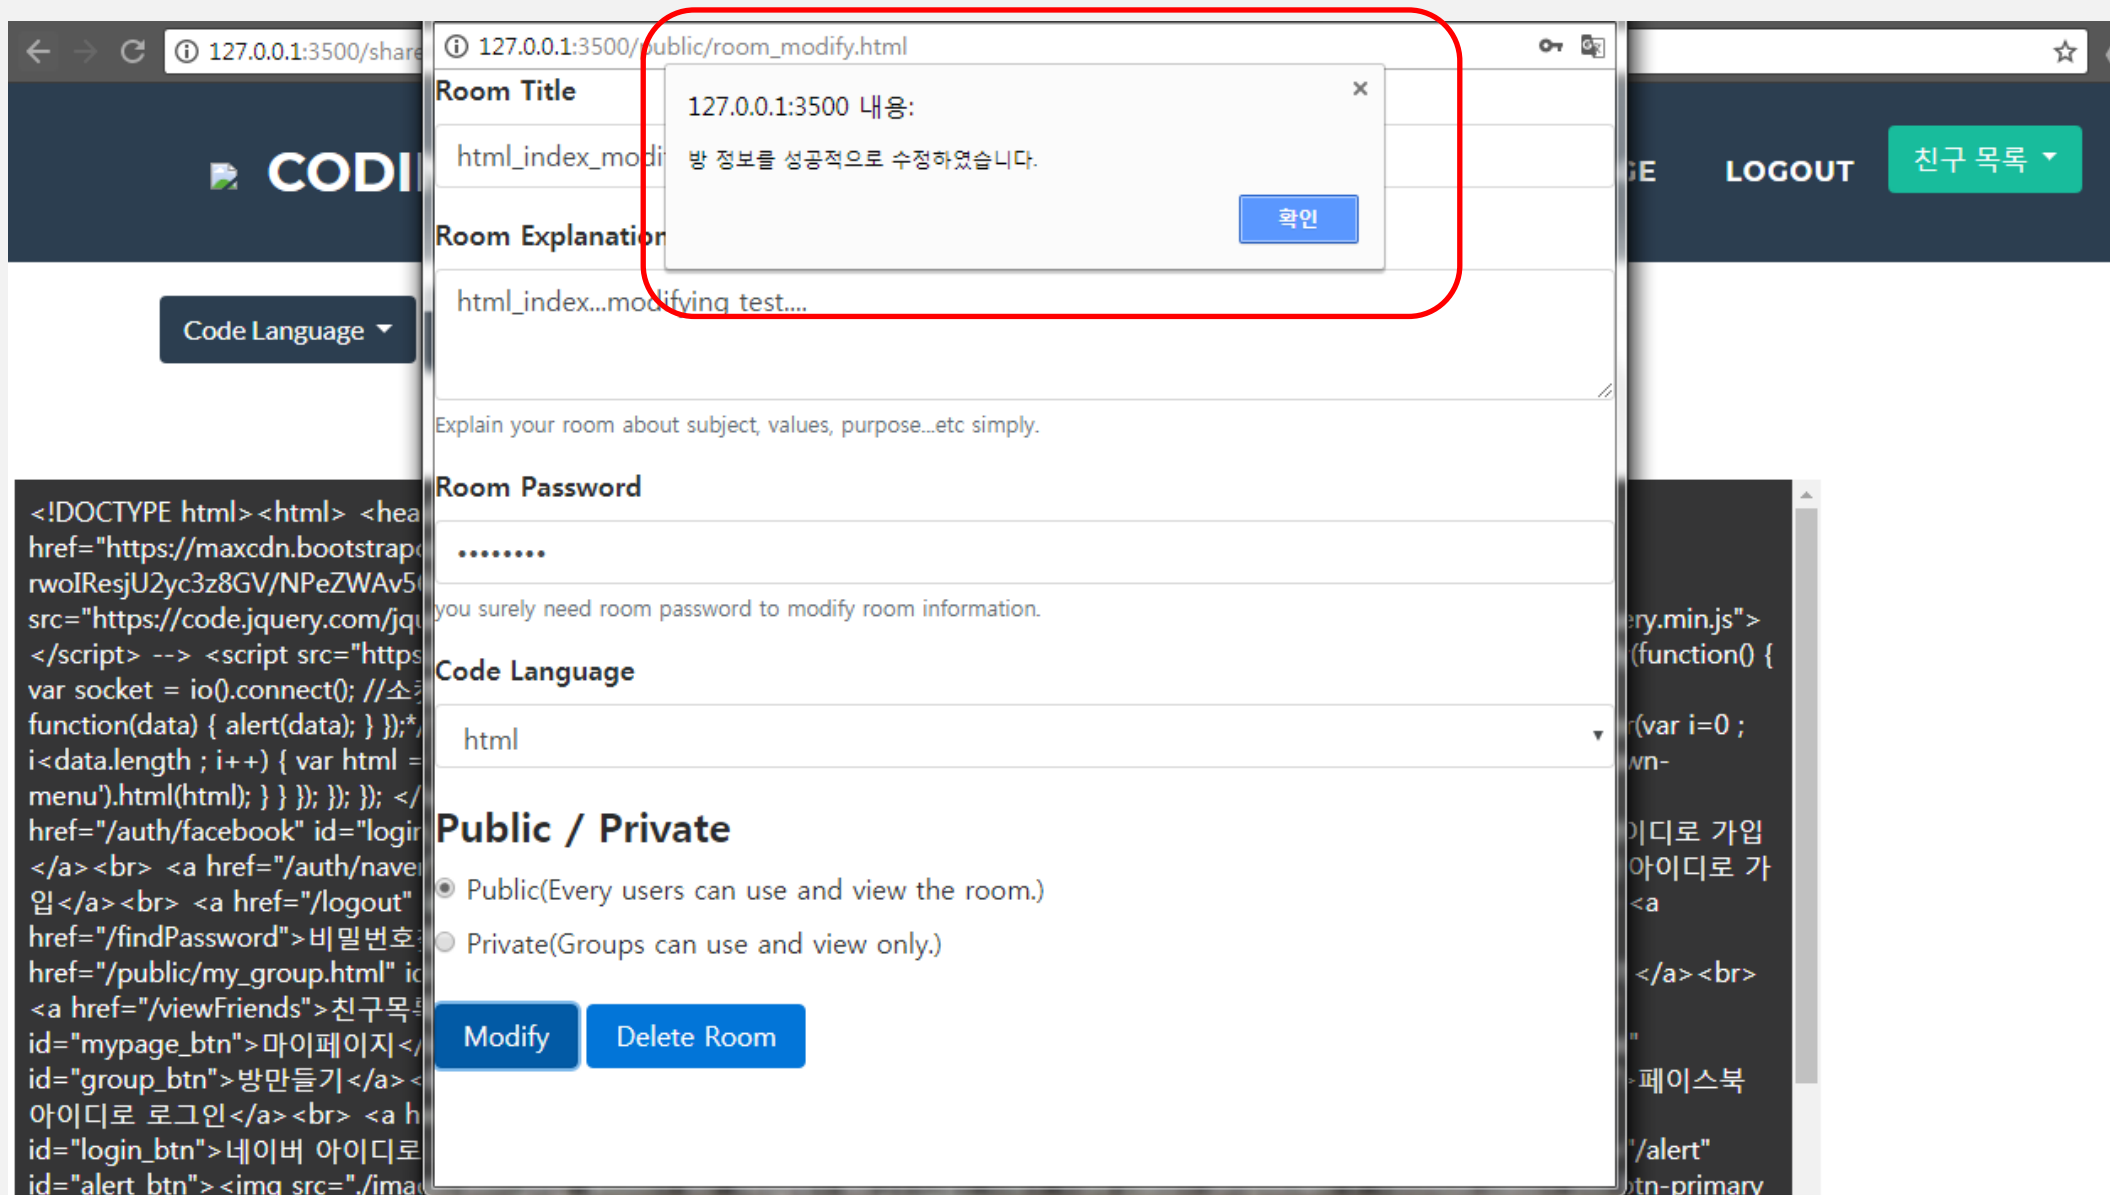 127.0.0.1:3500/share
127.0.0.1:3500/public/room_modify.html
CODI
LOGOUT
친구 목록
Code Language
Room Title
html_index_modi
127.0.0.1:3500 내용:
방 정보를 성공적으로 수정하였습니다.
확인
Room Explanation
html_index...modifying test....
Explain your room about subject, values, purpose...etc simply.
Room Password
••••••••
you surely need room password to modify room information.
Code Language
html
Public / Private
Public(Every users can use and view the room.)
Private(Groups can use and view only.)
Modify
Delete Room
<!DOCTYPE html><html> <hea
href="https://maxcdn.bootstrap
rwoIResjU2yc3z8GV/NPeZWAv5
src="https://code.jquery.com/jqu
ery.min.js">
</script> --> <script src="https
(function() {
var socket = io().connect(); //소
function(data) { alert(data); } });*/
(var i=0 ;
i<data.length ; i++) { var html =
wn-
menu').html(html); } } }); }); }); </
href="/auth/facebook" id="login
이디로 가입
</a><br> <a href="/auth/naver
아이디로 가
입</a><br> <a href="/logout"
<a
href="/findPassword">비밀번호
href="/public/my_group.html" id
</a><br>
<a href="/viewFriends">친구목록
id="mypage_btn">마이페이지</
"
id="group_btn">방만들기</a><
>페이스북
아이디로 로그인</a><br> <a h
id="login_btn">네이버 아이디로
"/alert"
id="alert_btn"><img src="./ima
btn-primary